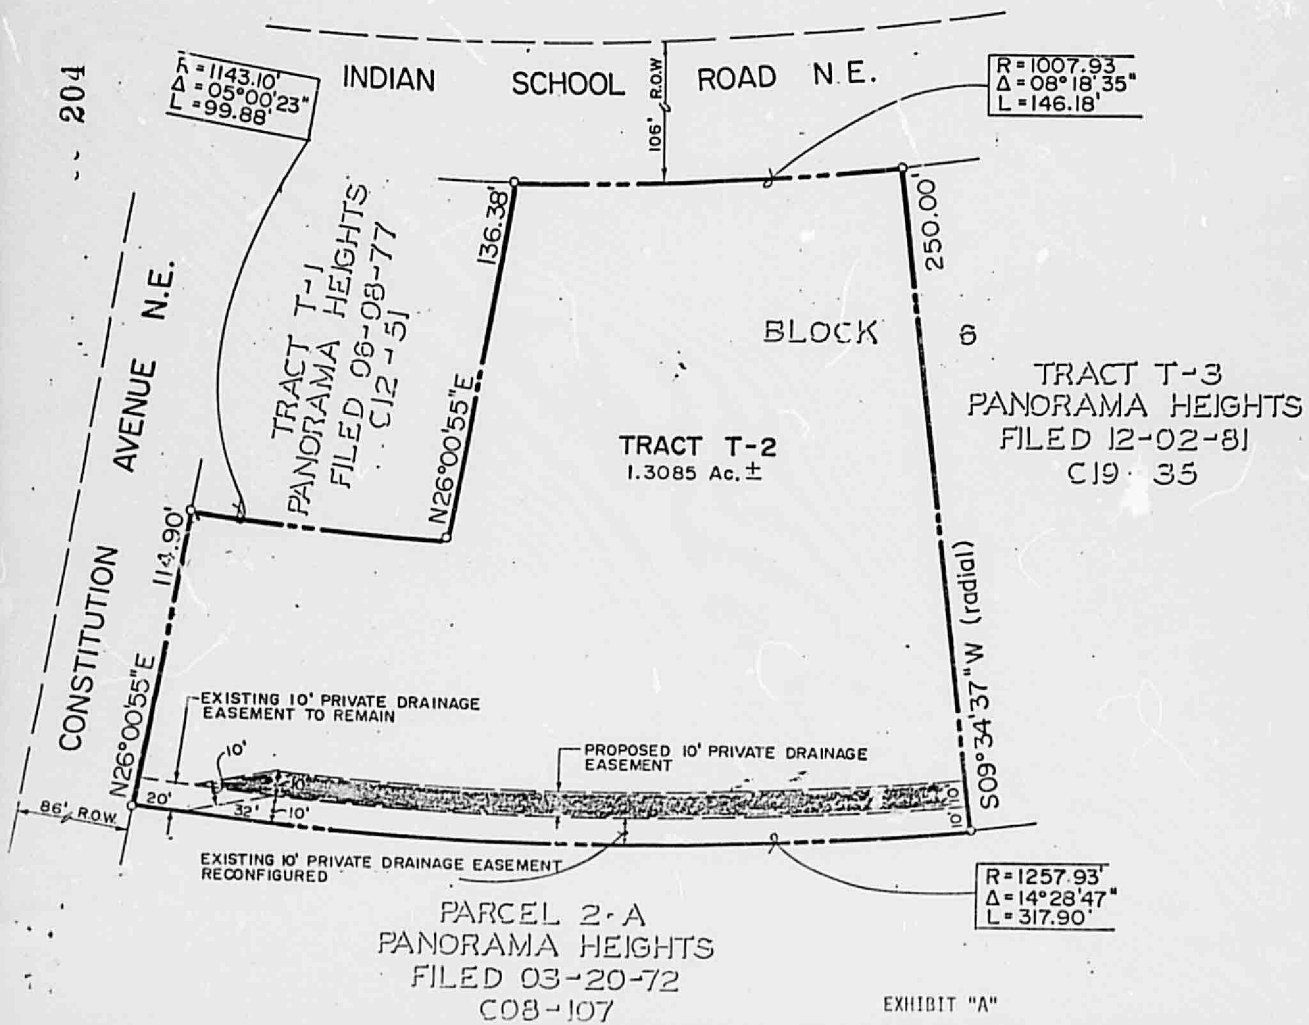 204
R = 1143.10'
Δ = 05°00'23"
L = 99.88'
INDIAN SCHOOL ROAD N.E.
106' R.O.W
R = 1007.93
Δ = 08°18'35"
L = 146.18'
CONSTITUTION AVENUE N.E.
TRACT T-1
PANORAMA HEIGHTS
FILED 06-08-77
C12-51
136.38'
N26°00'55"E
250.00'
BLOCK 6
TRACT T-3
PANORAMA HEIGHTS
FILED 12-02-81
C19 35
TRACT T-2
1.3085 Ac. ±
114.90'
N26°00'55"E
S09°34'37"W (radial)
EXISTING 10' PRIVATE DRAINAGE
EASEMENT TO REMAIN
10'
PROPOSED 10' PRIVATE DRAINAGE
EASEMENT
10'
86' R.O.W.
20'
32'
10'
10'
10'
EXISTING 10' PRIVATE DRAINAGE EASEMENT
RECONFIGURED
R = 1257.93'
Δ = 14°28'47"
L = 317.90'
PARCEL 2-A
PANORAMA HEIGHTS
FILED 03-20-72
C08-107
EXHIBIT "A"